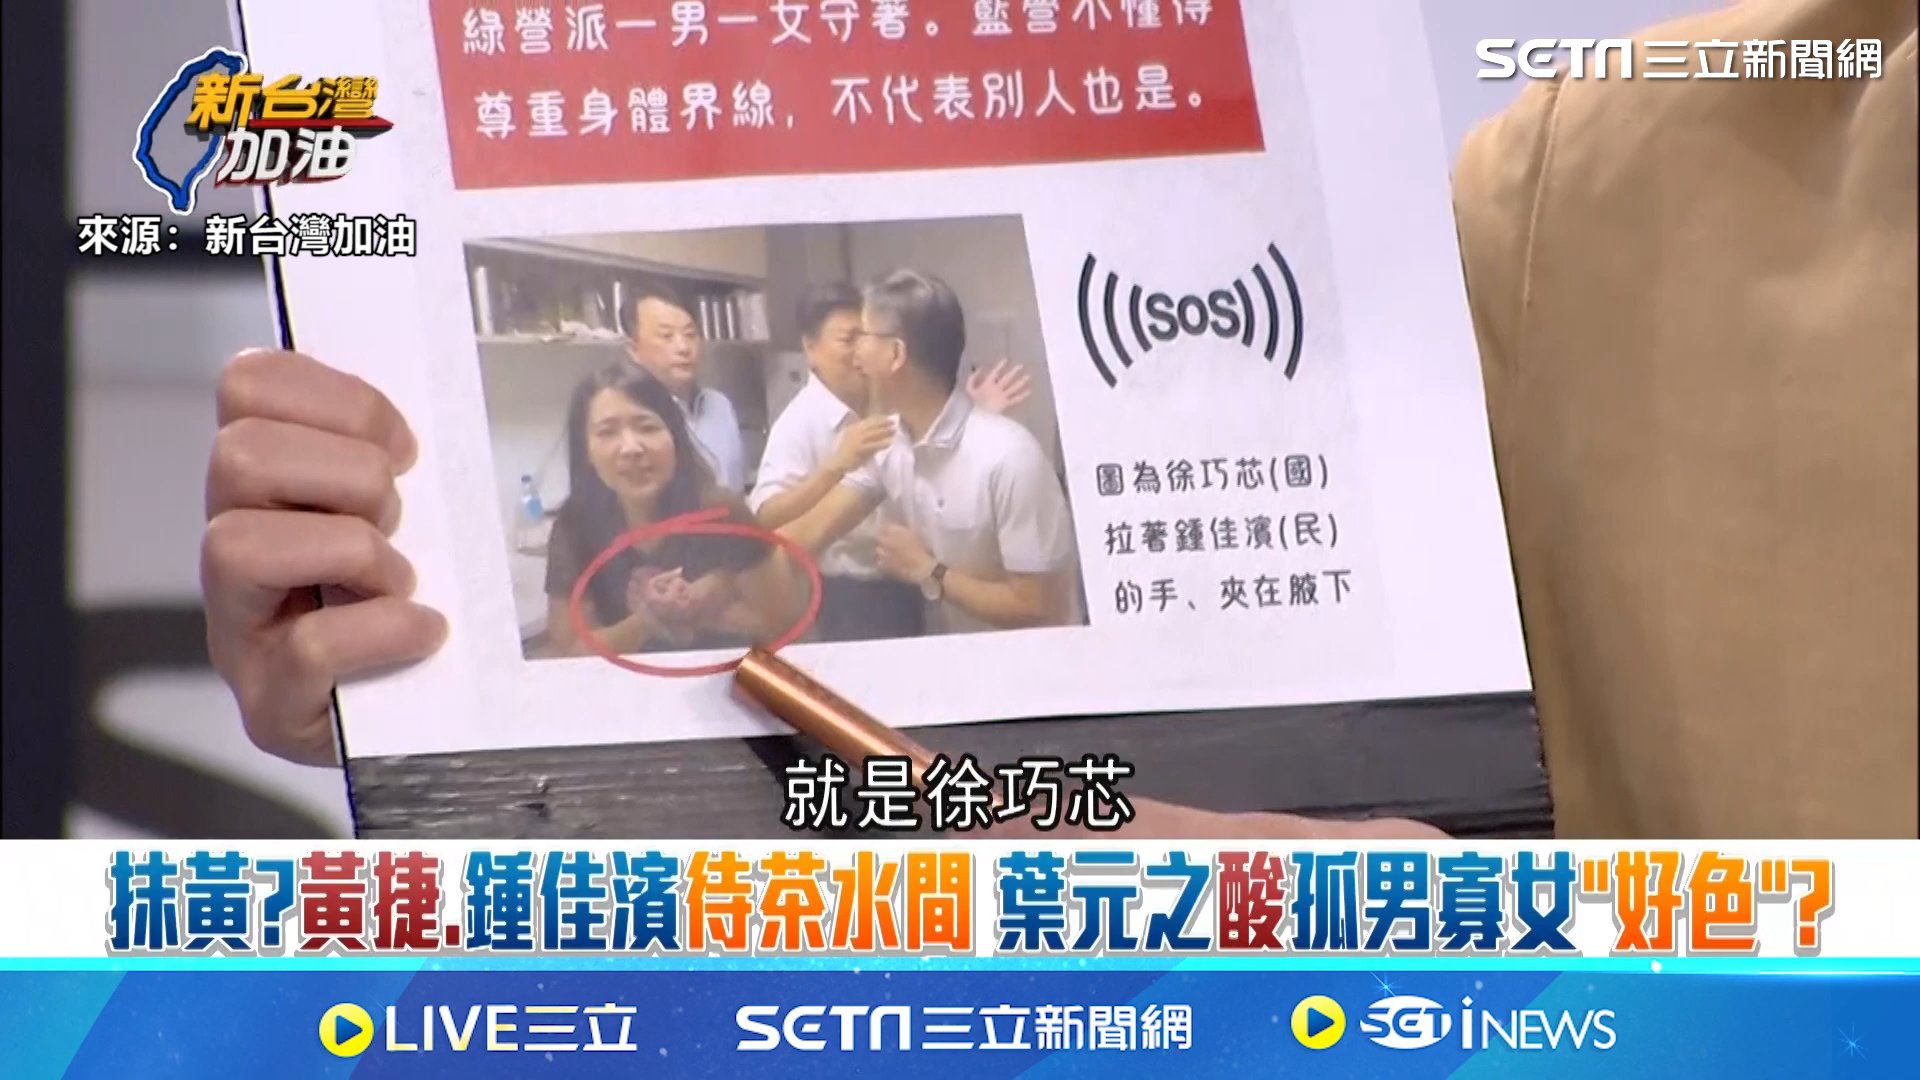 綠營派一男一女守著。藍營不懂得
尊重身體界線，不代表別人也是。
SETN三立新聞網
新台灣
加油
來源：新台灣加油
(((SOS)))
圖為徐巧芯(國)
拉著鍾佳濱(民)
的手、夾在腋下
就是徐巧芯
抹黃?黃捷.鍾佳濱待茶水間 葉元之酸孤男寡女"好色"?
LIVE三立
SETN三立新聞網
SETiNEWS